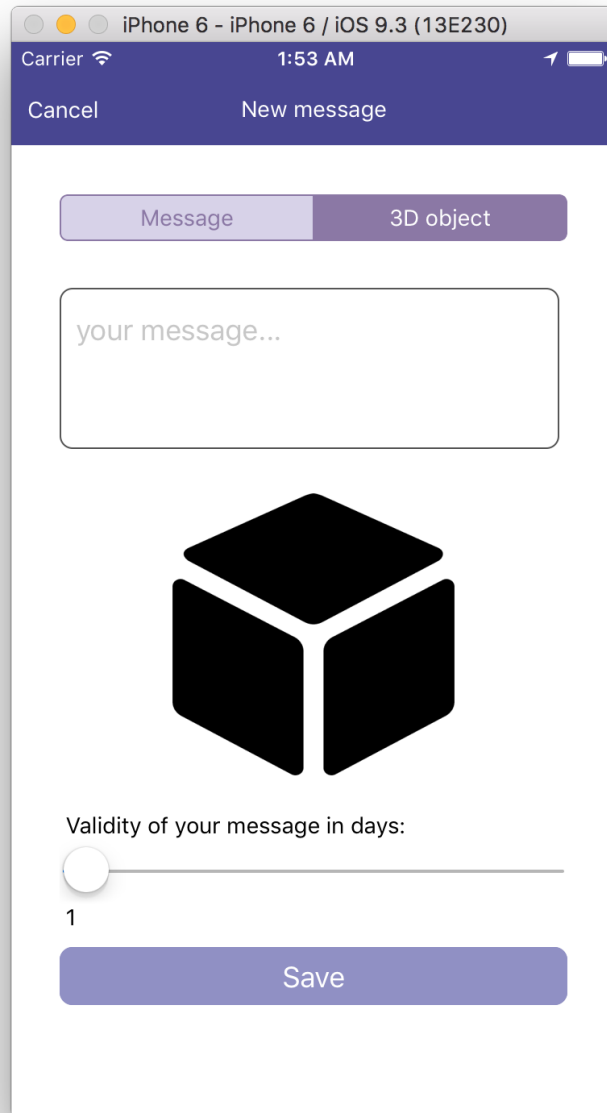 iPhone 6 - iPhone 6 / iOS 9.3 (13E230)
Carrier 1:53 AM
Cancel New message
Message 3D object
your message...
Validity of your message in days:
1
Save